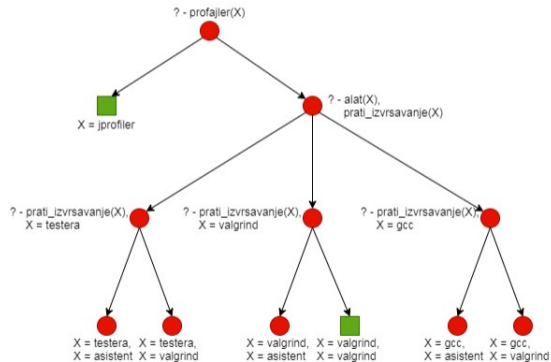 ? - profajler(X)
X = jprofiler
? - alat(X),
prati_izvrsavanje(X)
? - prati_izvrsavanje(X),
X = testera
? - prati_izvrsavanje(X),
X = valgrind
? - prati_izvrsavanje(X),
X = gcc
X = testera,
X = asistent
X = testera,
X = valgrind
X = valgrind,
X = asistent
X = valgrind,
X = valgrind
X = gcc,
X = asistent
X = gcc,
X = valgrind